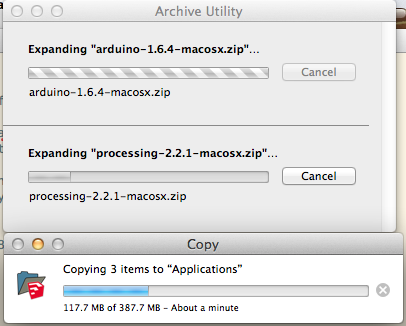 Archive Utility
Expanding "arduino-1.6.4-macosx.zip"...
Cancel
arduino-1.6.4-macosx.zip
Expanding "processing-2.2.1-macosx.zip"...
Cancel
processing-2.2.1-macosx.zip
Copy
Copying 3 items to “Applications”
117.7 MB of 387.7 MB – About a minute